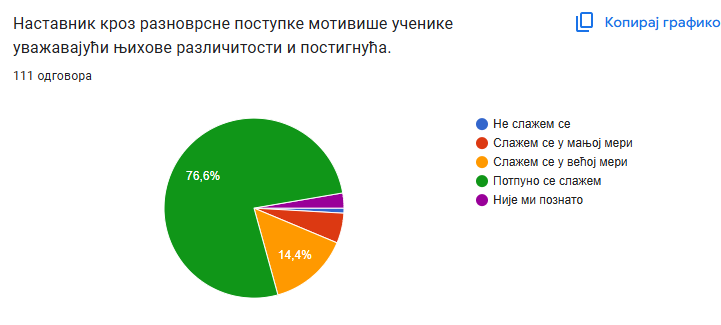 Наставник кроз разноврсне поступке мотивише ученике
уважавајући њихове различитости и постигнућа.
Копирај графико
111 одговора
76,6%
14,4%
Не слажем се
Слажем се у мањој мери
Слажем се у већој мери
Потпуно се слажем
Није ми познато